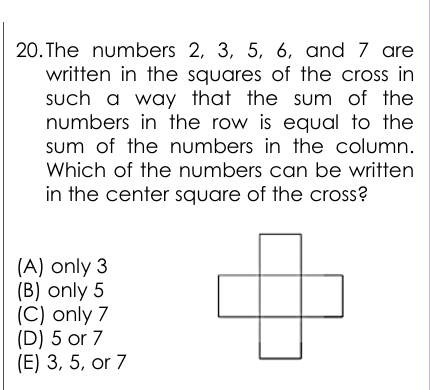 20. The numbers 2, 3, 5, 6, and 7 are
written in the squares of the cross in
such a way that the sum of the
numbers in the row is equal to the
sum of the numbers in the column.
Which of the numbers can be written
in the center square of the cross?
(A) only 3
(B) only 5
(C) only 7
(D) 5 or 7
(E) 3, 5, or 7